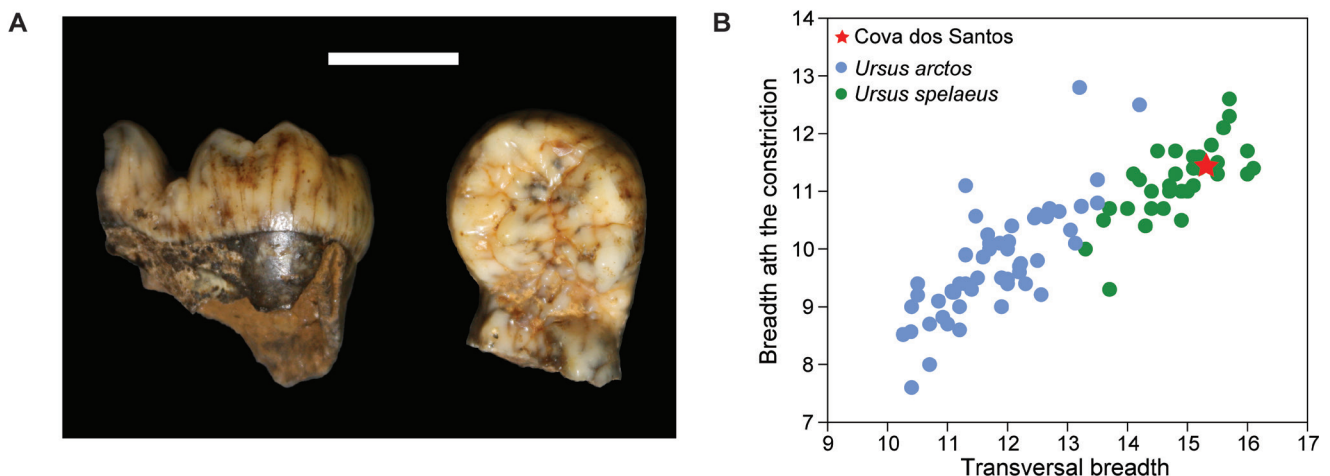 A
B
14
13
12
11
10
9
8
7
Breadth ath the constriction
Cova dos Santos
Ursus arctos
Ursus spelaeus
9 10 11 12 13 14 15 16 17
Transversal breadth